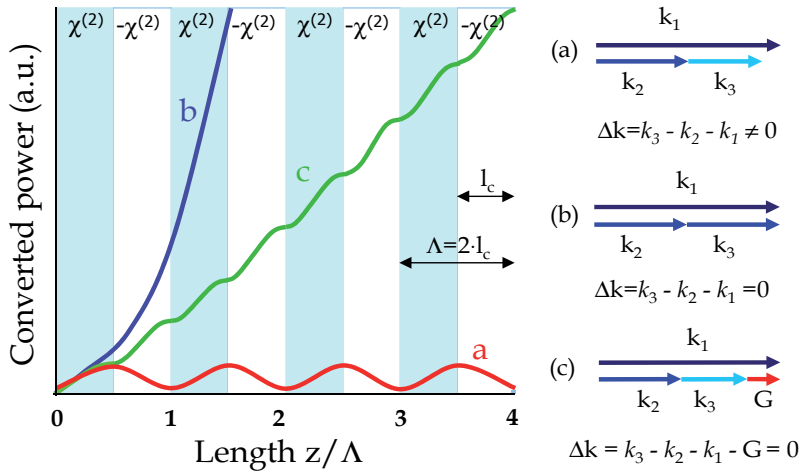 χ(2) -χ(2) χ(2) -χ(2) χ(2) -χ(2) χ(2) -χ(2)
b
c
a
l_c
Λ=2·l_c
Converted power (a.u.)
0 1 2 3 4
Length z/Λ
(a)
k₁
k₂ k₃
Δk=k₃ - k₂ - k₁ ≠ 0
(b)
k₁
k₂ k₃
Δk=k₃ - k₂ - k₁ =0
(c)
k₁
k₂ k₃ G
Δk = k₃ - k₂ - k₁ - G = 0